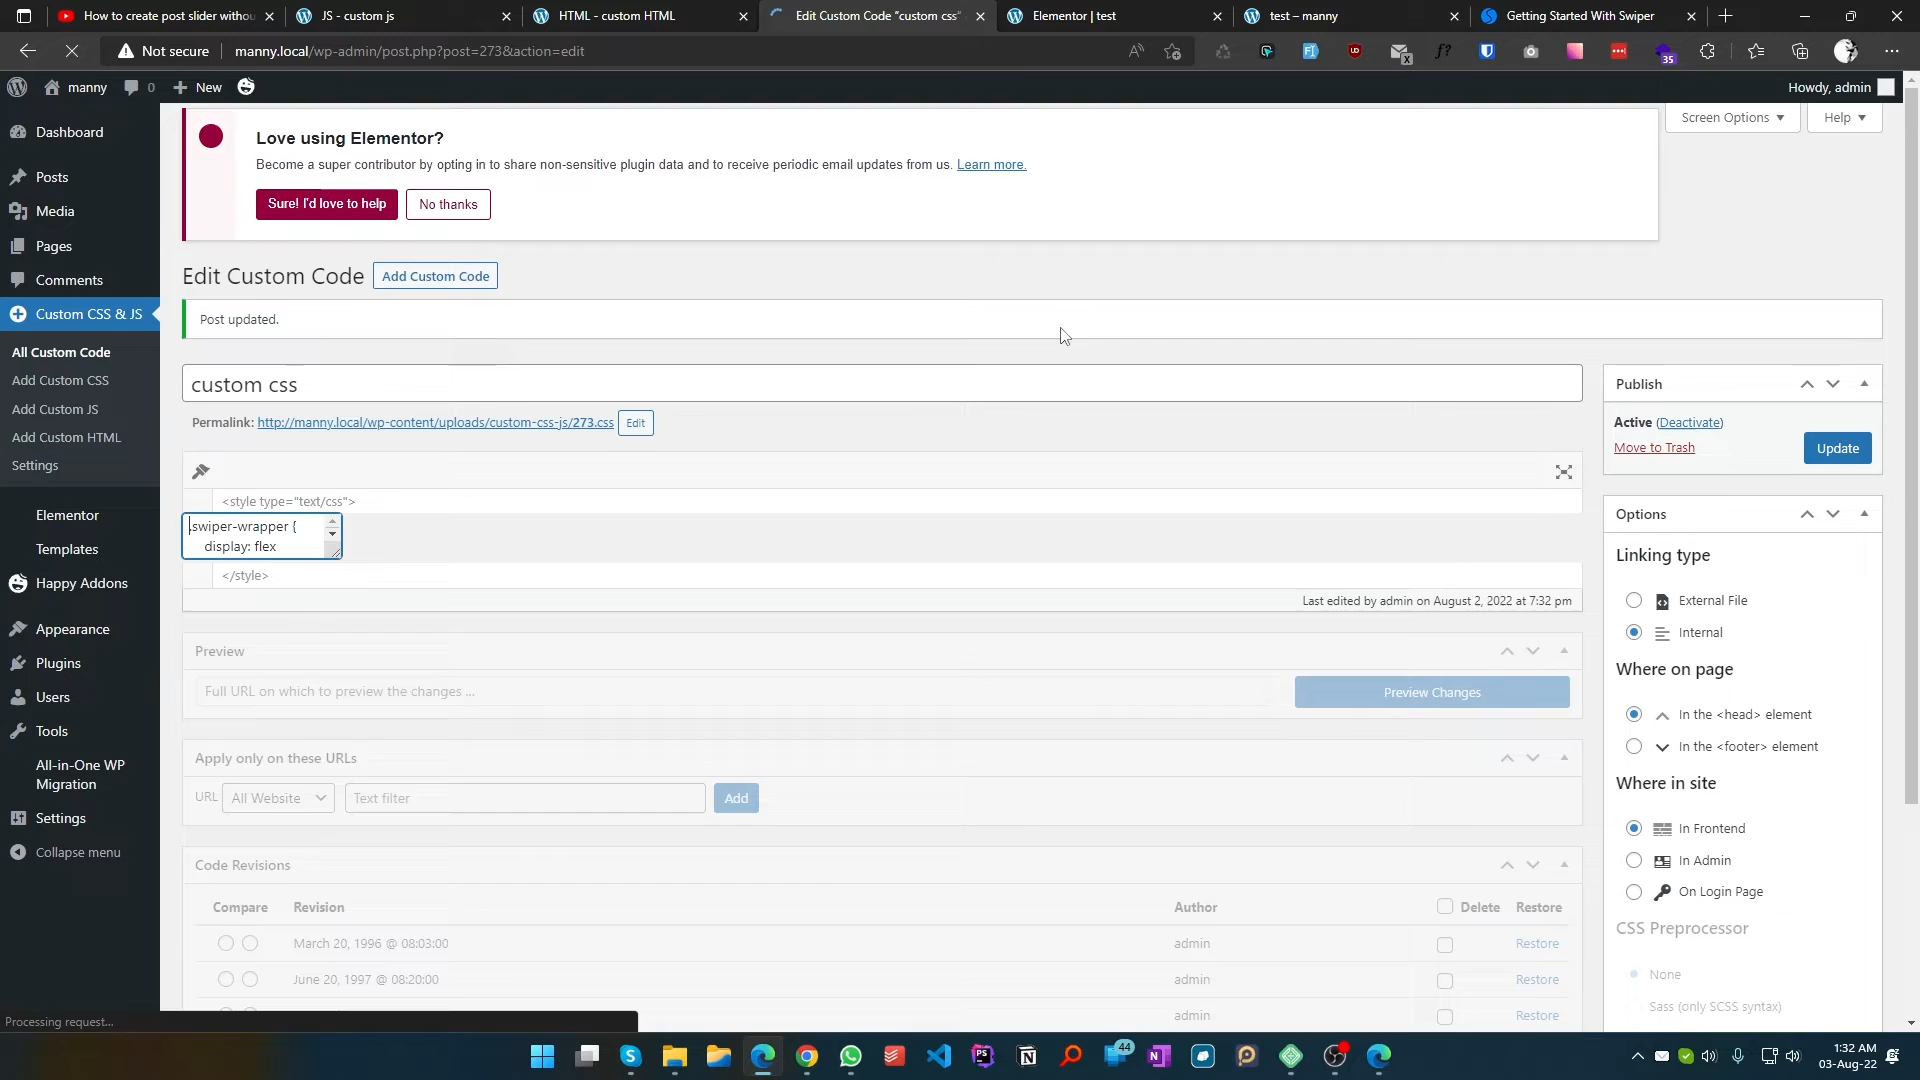 How to create post slider withou
JS - custom js
HTML - custom HTML
Edit Custom Code "custom css"
Elementor | test
test – manny
Getting Started With Swiper
Not secure
manny.local/wp-admin/post.php?post=273&action=edit
35
manny
0
New
Howdy, admin
Dashboard
Posts
Media
Pages
Comments
Custom CSS & JS
All Custom Code
Add Custom CSS
Add Custom JS
Add Custom HTML
Settings
Elementor
Templates
Happy Addons
Appearance
Plugins
Users
Tools
All-in-One WP
Migration
Settings
Collapse menu
Processing request...
Love using Elementor?
Become a super contributor by opting in to share non-sensitive plugin data and to receive periodic email updates from us. Learn more.
Sure! I'd love to help
No thanks
Screen Options
Help
Edit Custom Code
Add Custom Code
Post updated.
custom css
Permalink: http://manny.local/wp-content/uploads/custom-css-js/273.css Edit
<style type="text/css">
.swiper-wrapper {
display: flex
</style>
Last edited by admin on August 2, 2022 at 7:32 pm
Preview
Full URL on which to preview the changes ...
Preview Changes
Apply only on these URLs
URL All Website Text filter Add
Code Revisions
Compare Revision Author Delete Restore
March 20, 1996 @ 08:03:00 admin Restore
June 20, 1997 @ 08:20:00 admin Restore
admin Restore
Publish
Active (Deactivate)
Move to Trash
Update
Options
Linking type
External File
Internal
Where on page
In the <head> element
In the <footer> element
Where in site
In Frontend
In Admin
On Login Page
CSS Preprocessor
None
Sass (only SCSS syntax)
44
1:32 AM
03-Aug-22